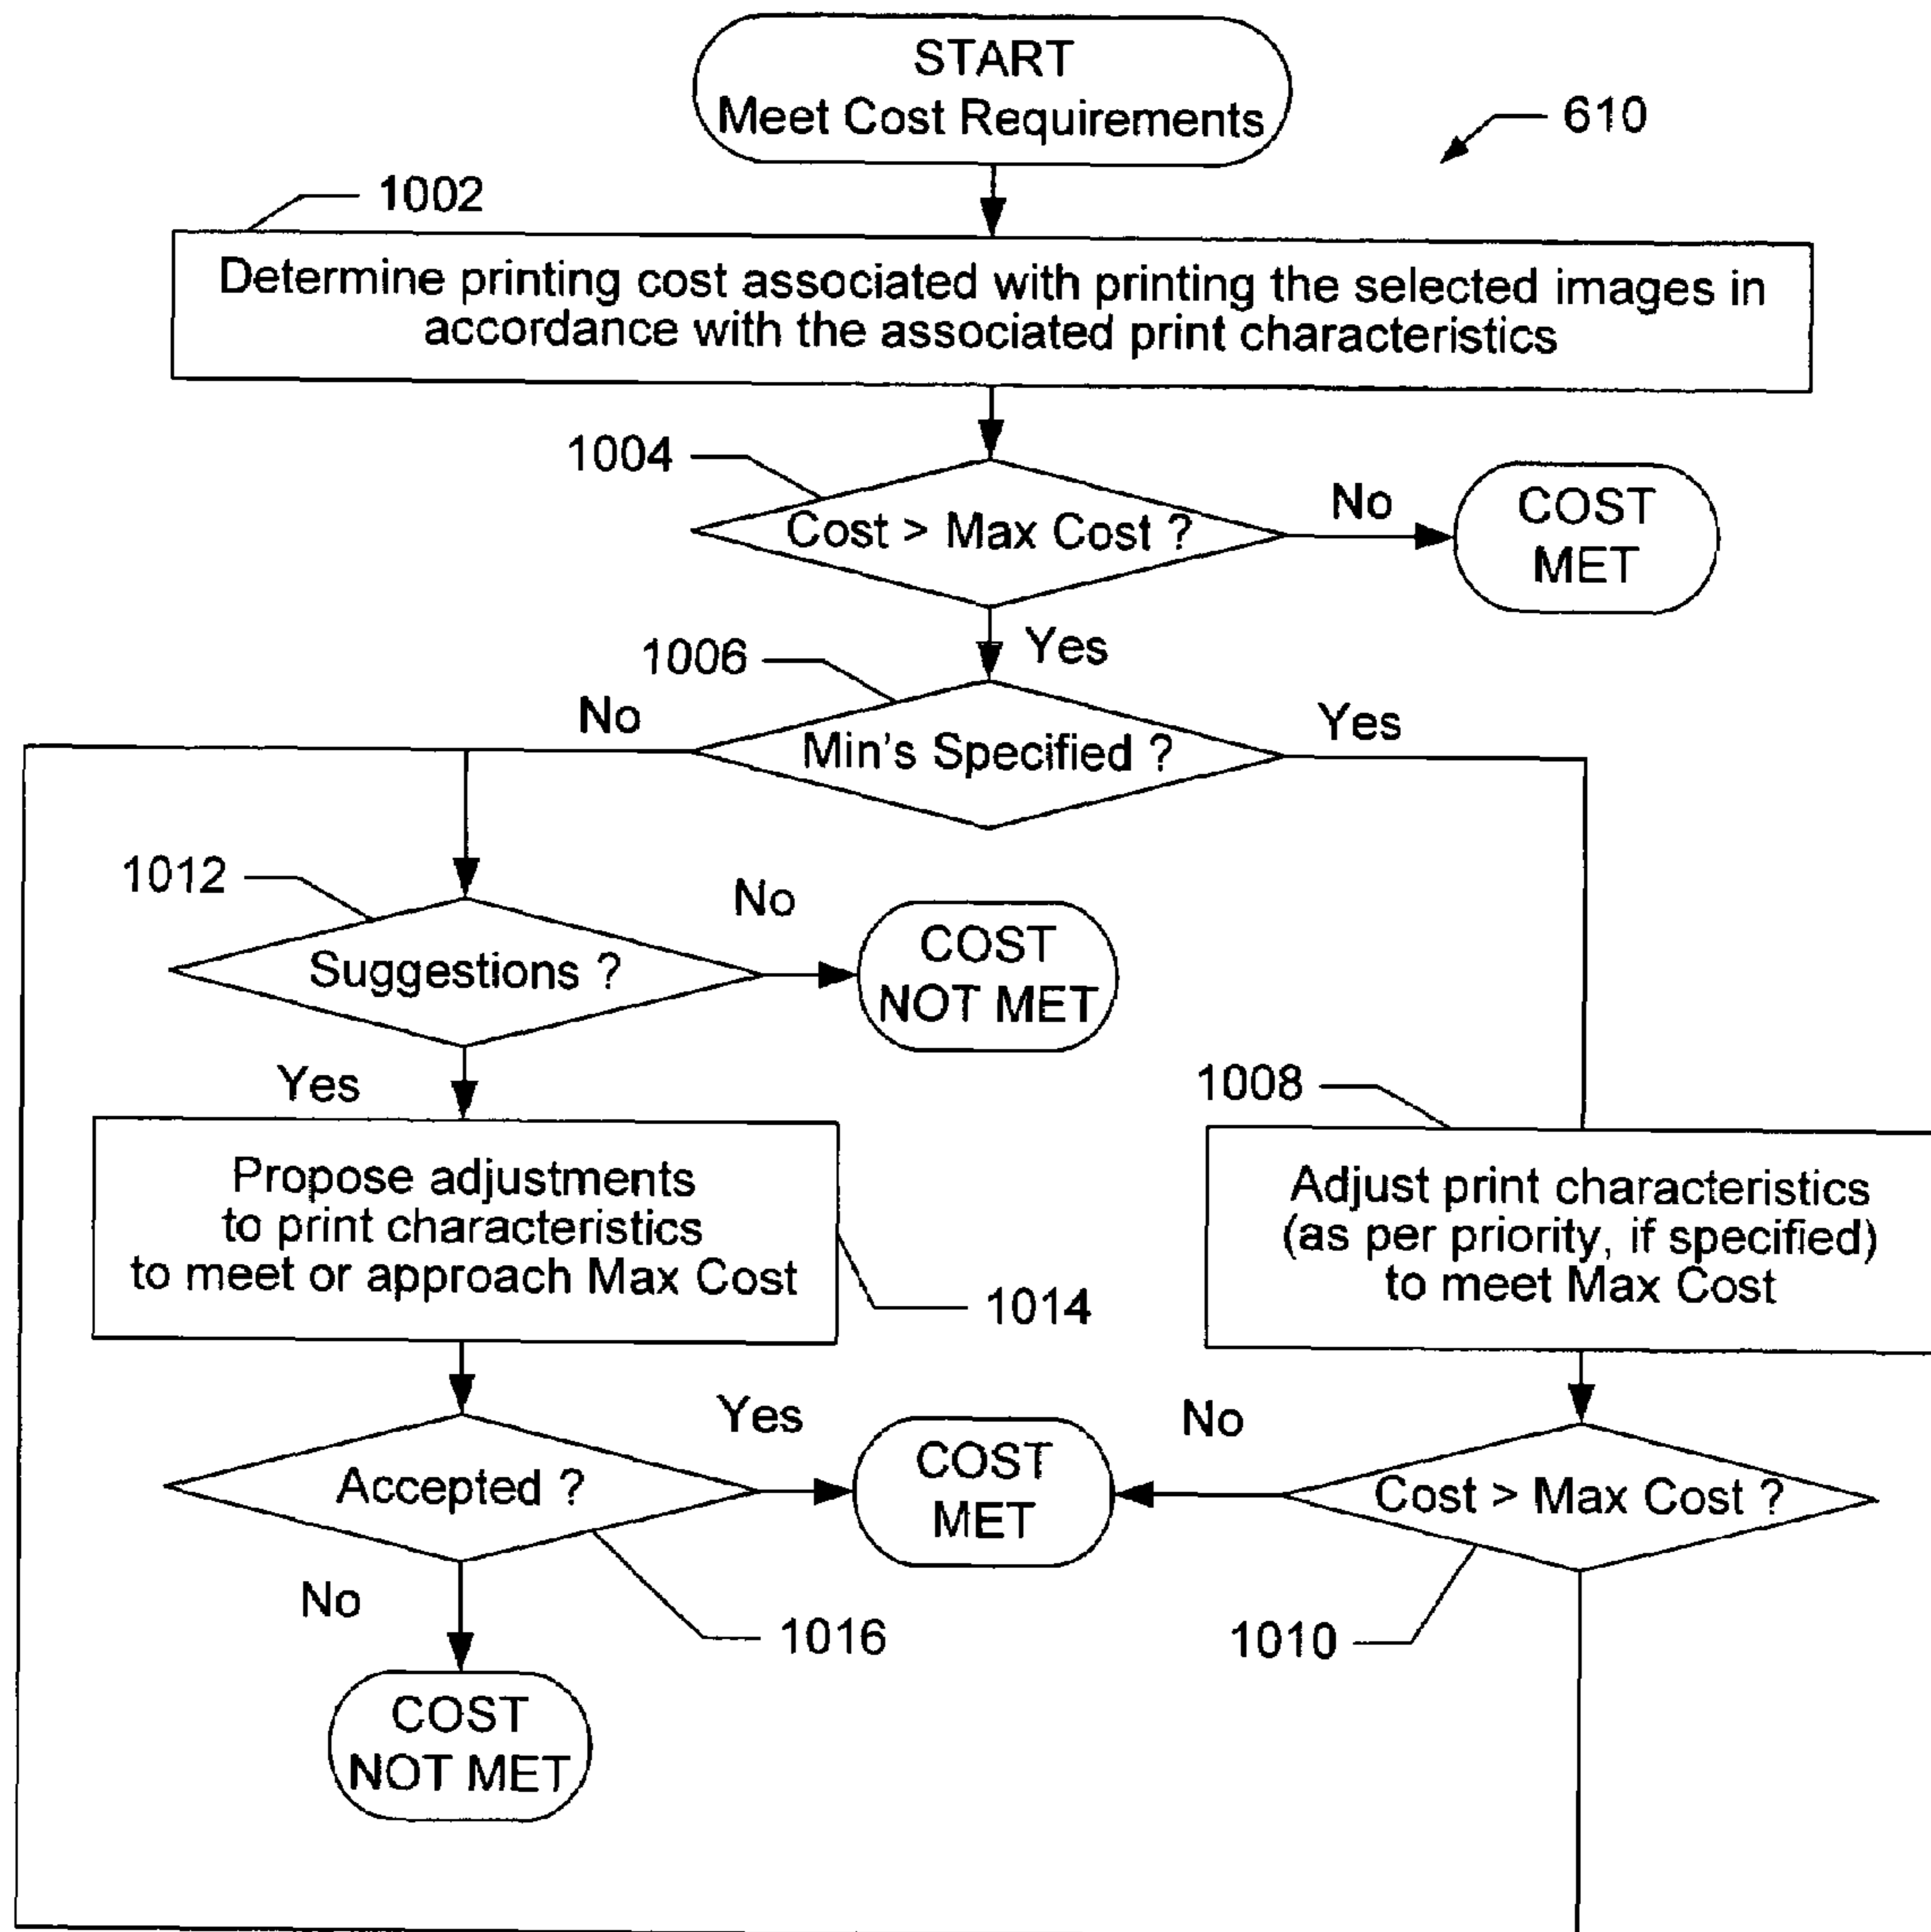 START
Meet Cost Requirements
610
1002
Determine printing cost associated with printing the selected images in
accordance with the associated print characteristics
1004
Cost > Max Cost ?
No
COST
MET
Yes
1006
No
Min's Specified ?
Yes
1012
Suggestions ?
No
COST
NOT MET
Yes
1008
Propose adjustments
to print characteristics
to meet or approach Max Cost
1014
Adjust print characteristics
(as per priority, if specified)
to meet Max Cost
Accepted ?
Yes
COST
MET
No
Cost > Max Cost ?
No
1016
1010
COST
NOT MET